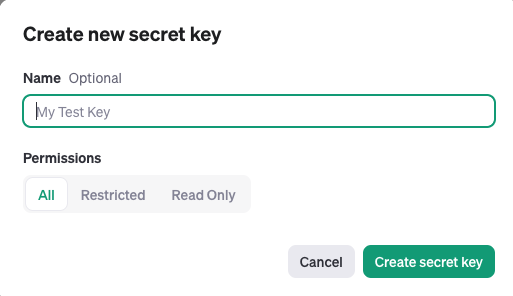 Create new secret key
Name Optional
My Test Key
Permissions
All Restricted Read Only
Cancel Create secret key